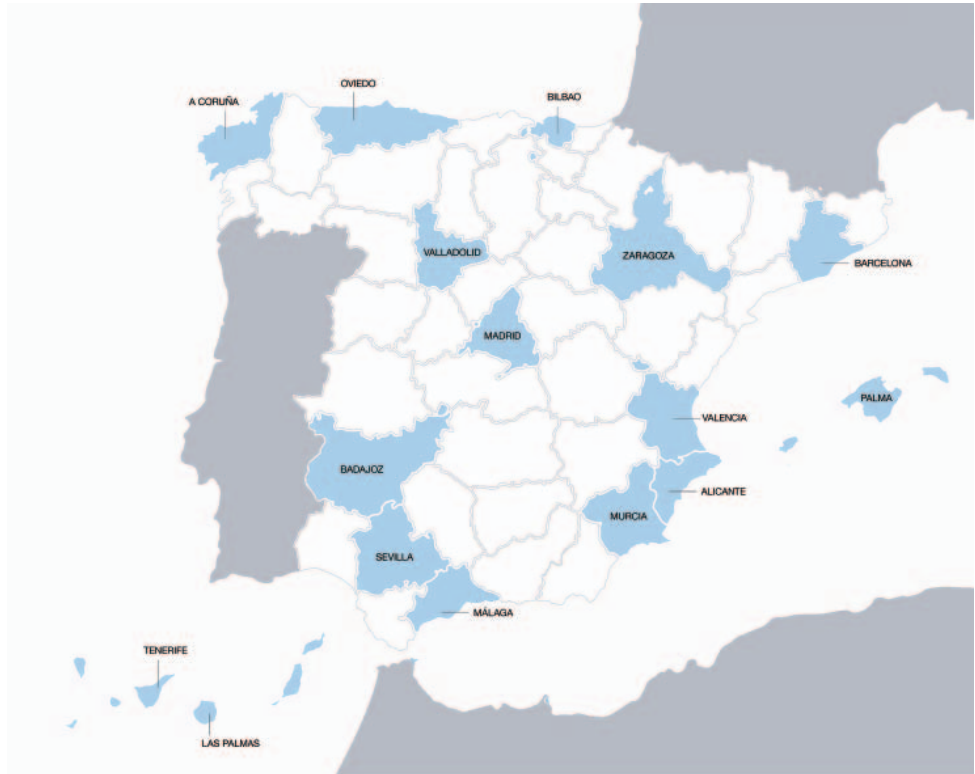 OVIEDO
BILBAO
A CORUÑA
VALLADOLID
ZARAGOZA
BARCELONA
MADRID
PALMA
VALENCIA
BADAJOZ
ALICANTE
MURCIA
SEVILLA
MÁLAGA
TENERIFE
LAS PALMAS